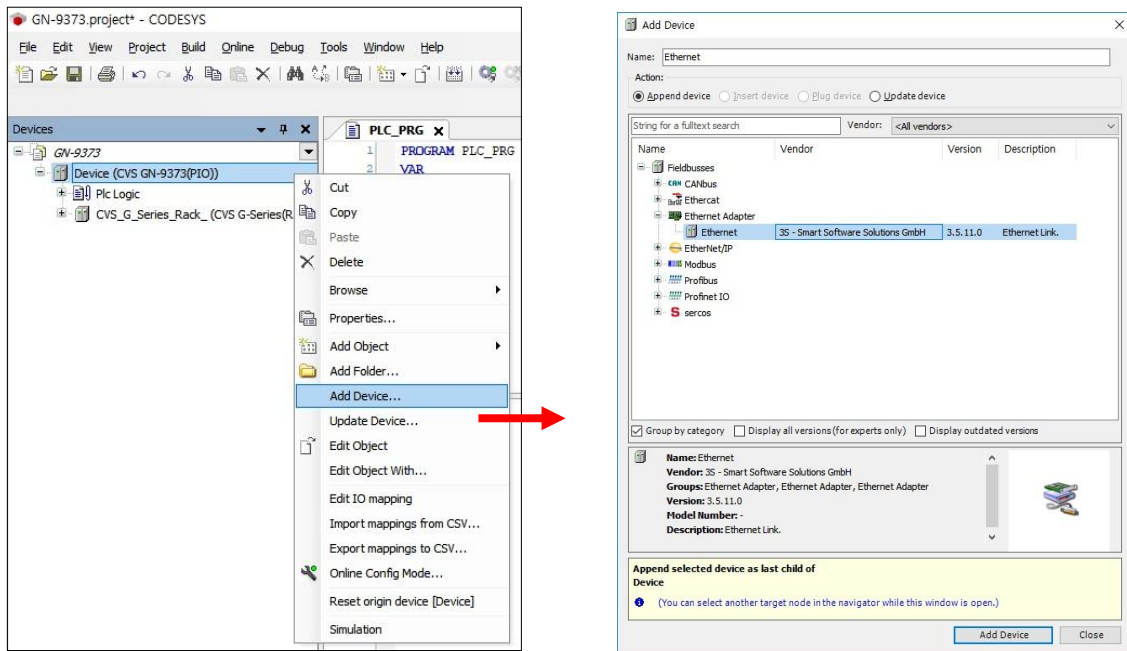 GN-9373.project* - CODESYS
File Edit View Project Build Online Debug Tools Window Help
Devices
GN-9373
Device (CVS GN-9373(PIO))
Plc Logic
CVS_G_Series_Rack_ (CVS G-Series(R
PLC_PRG
1 PROGRAM PLC_PRG
2 VAR
Cut
Copy
Paste
Delete
Browse
Properties...
Add Object
Add Folder...
Add Device...
Update Device...
Edit Object
Edit Object With...
Edit IO mapping
Import mappings from CSV...
Export mappings to CSV...
Online Config Mode...
Reset origin device [Device]
Simulation
Add Device
Name: Ethernet
Action:
Append device Insert device Plug device Update device
String for a fulltext search Vendor: <All vendors>
Name Vendor Version Description
Fieldbusses
CAN CANbus
Ethercat
Ethernet Adapter
Ethernet 3S - Smart Software Solutions GmbH 3.5.11.0 Ethernet Link.
EtherNet/IP
Modbus
Profibus
Profinet IO
S sercos
Group by category Display all versions (for experts only) Display outdated versions
Name: Ethernet
Vendor: 3S - Smart Software Solutions GmbH
Groups: Ethernet Adapter, Ethernet Adapter, Ethernet Adapter
Version: 3.5.11.0
Model Number: -
Description: Ethernet Link.
Append selected device as last child of
Device
(You can select another target node in the navigator while this window is open.)
Add Device Close